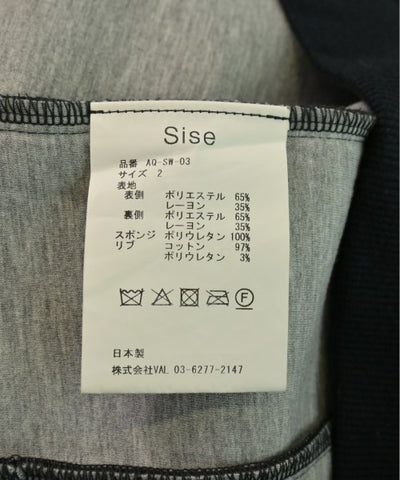 Sise
品番 AQ-SW-03
サイズ 2
表地
表側 ポリエステル 65%
レーヨン 35%
裏側 ポリエステル 65%
レーヨン 35%
スポンジ ポリウレタン 100%
リブ コットン 97%
ポリウレタン 3%
F
日本製
株式会社VAL 03-6277-2147